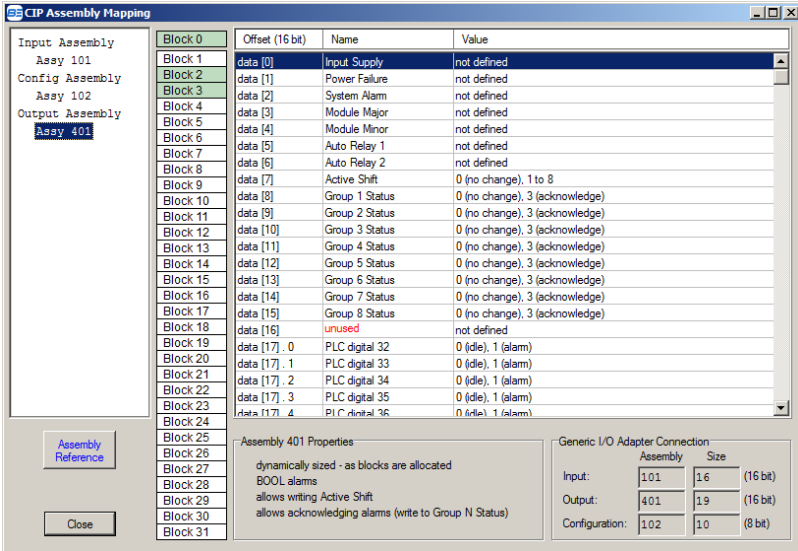 CIP Assembly Mapping
Input Assembly
Assy 101
Config Assembly
Assy 102
Output Assembly
Assy 401
Block 0
Block 1
Block 2
Block 3
Block 4
Block 5
Block 6
Block 7
Block 8
Block 9
Block 10
Block 11
Block 12
Block 13
Block 14
Block 15
Block 16
Block 17
Block 18
Block 19
Block 20
Block 21
Block 22
Block 23
Block 24
Block 25
Block 26
Block 27
Block 28
Block 29
Block 30
Block 31
Offset (16 bit) Name Value
data [0] Input Supply not defined
data [1] Power Failure not defined
data [2] System Alarm not defined
data [3] Module Major not defined
data [4] Module Minor not defined
data [5] Auto Relay 1 not defined
data [6] Auto Relay 2 not defined
data [7] Active Shift 0 (no change), 1 to 8
data [8] Group 1 Status 0 (no change), 3 (acknowledge)
data [9] Group 2 Status 0 (no change), 3 (acknowledge)
data [10] Group 3 Status 0 (no change), 3 (acknowledge)
data [11] Group 4 Status 0 (no change), 3 (acknowledge)
data [12] Group 5 Status 0 (no change), 3 (acknowledge)
data [13] Group 6 Status 0 (no change), 3 (acknowledge)
data [14] Group 7 Status 0 (no change), 3 (acknowledge)
data [15] Group 8 Status 0 (no change), 3 (acknowledge)
data [16] unused not defined
data [17] . 0 PLC digital 32 0 (idle), 1 (alarm)
data [17] . 1 PLC digital 33 0 (idle), 1 (alarm)
data [17] . 2 PLC digital 34 0 (idle), 1 (alarm)
data [17] . 3 PLC digital 35 0 (idle), 1 (alarm)
data [17] . 4 PLC digital 36 0 (idle), 1 (alarm)
Assembly
Reference
Close
Assembly 401 Properties
dynamically sized - as blocks are allocated
BOOL alarms
allows writing Active Shift
allows acknowledging alarms (write to Group N Status)
Generic I/O Adapter Connection
Assembly Size
Input: 101 16 (16 bit)
Output: 401 19 (16 bit)
Configuration: 102 10 (8 bit)